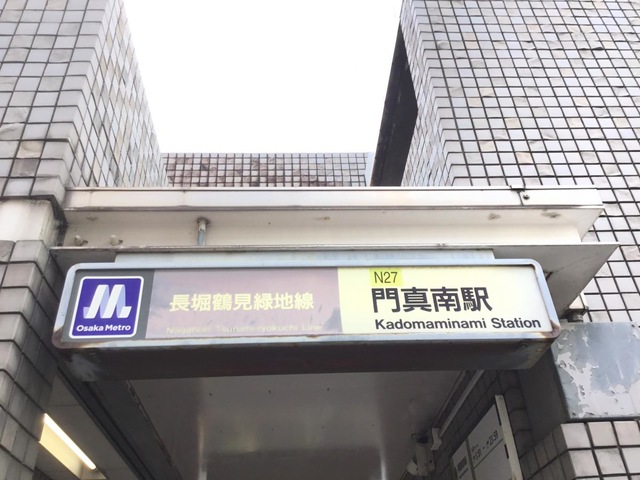 Osaka Metro
長堀鶴見緑地線
Nagahori Tsurumi-ryokuchi Line
N27
門真南駅
Kadomaminami Station